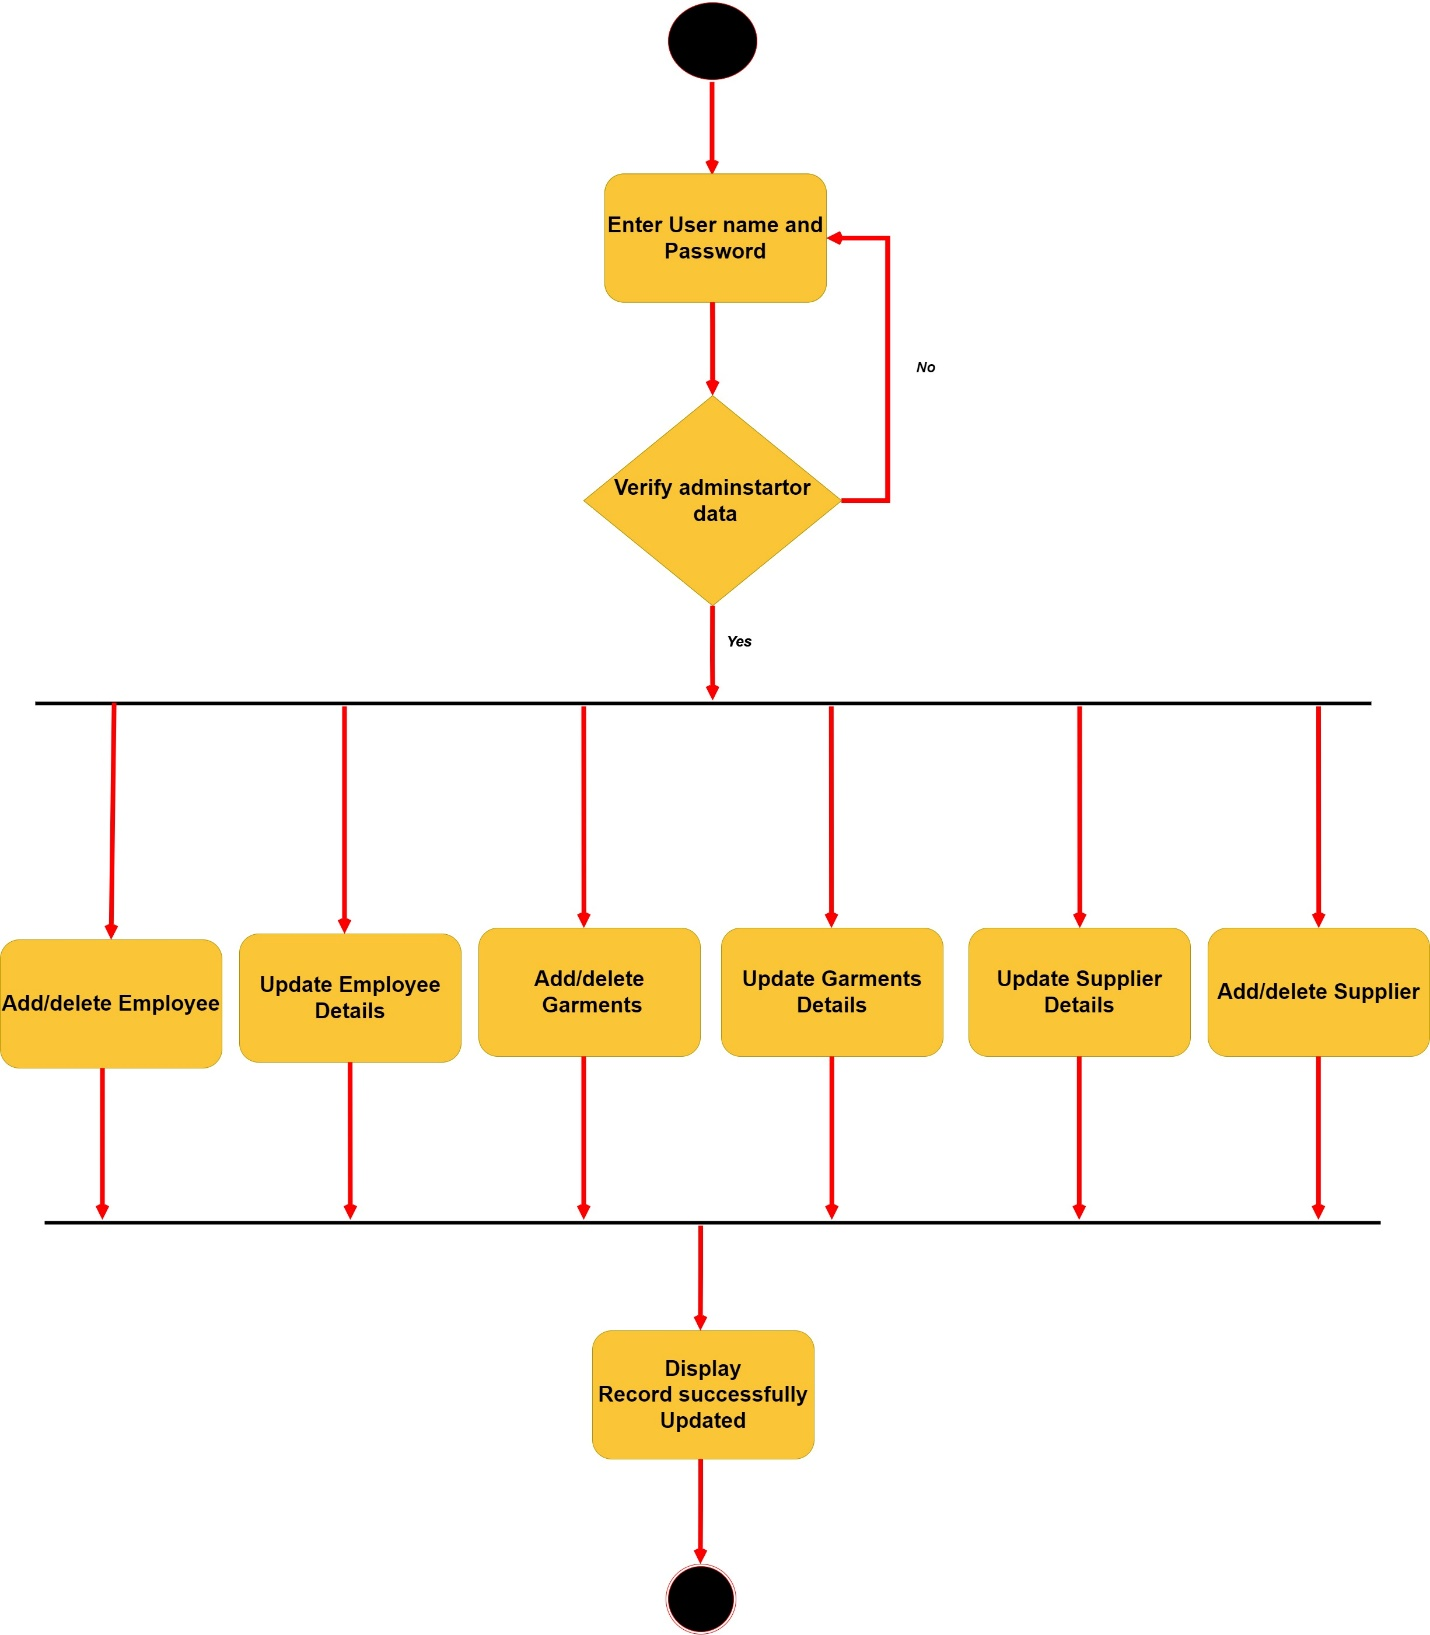 Enter User name and
Password
No
Verify adminstartor
data
Yes
Add/delete Employee
Update Employee
Details
Add/delete
Garments
Update Garments
Details
Update Supplier
Details
Add/delete Supplier
Display
Record successfully
Updated